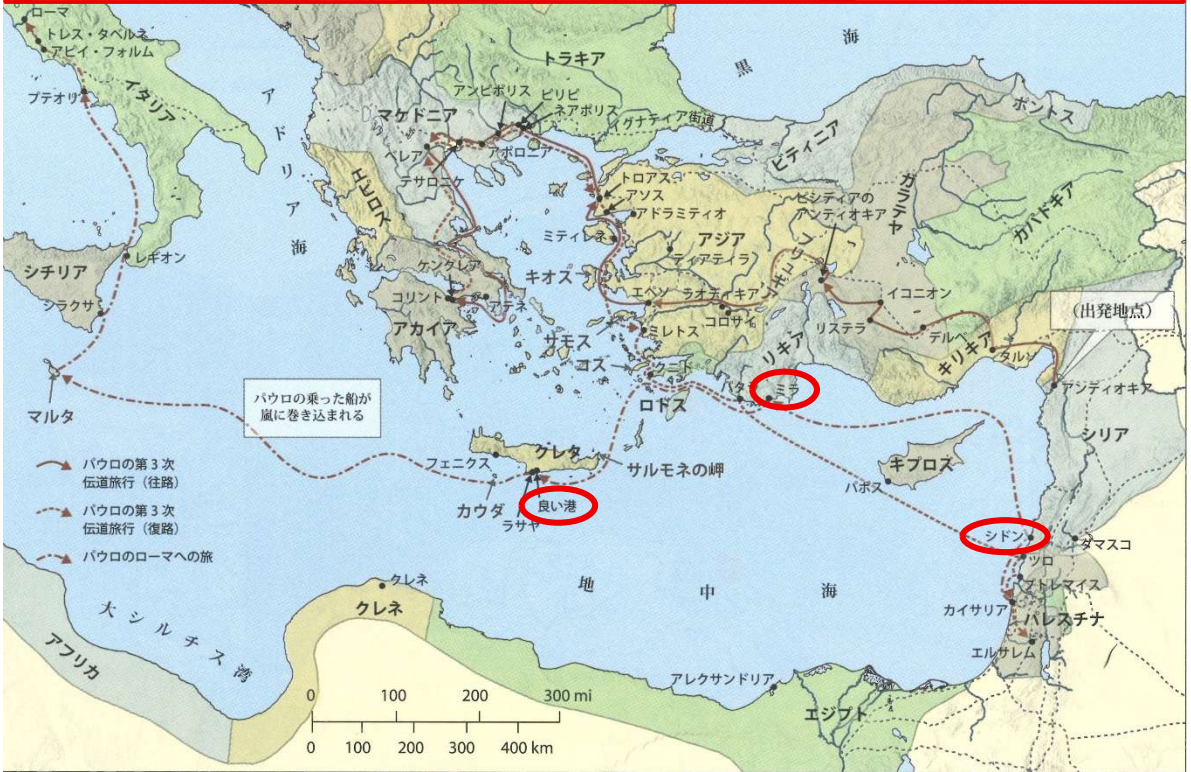 ローマ
トレス・タベルネ
アピイ・フォルム
プテオリ
イタリア
アドリア海
黒海
トラキア
アンピポリス
ピリピ
ネアポリス
マケドニア
イグナティア街道
ベレア
アポロニア
テサロニケ
エピロス
ビティニア
ポントス
ガラテヤ
カパドキア
トロアス
アソス
アドラミティオ
ピシディアの
アンティオキア
ミティレネ
アジア
ティアティラ
フリギア
キオス
シチリア
レギオン
シラクサ
ケンクレア
コリント
アテネ
アカイア
エペソ
ラオディキア
コロサイ
イコニオン
リステラ
デルベ
(出発地点)
ミレトス
サモス
コス
クニド
リキア
キリキア
タルソ
アンティオキア
マルタ
パウロの乗った船が
嵐に巻き込まれる
パタラ
ミラ
ロドス
シリア
キプロス
パポス
クレタ
フェニクス
サルモネの岬
カウダ
ラサヤ
良い港
シドン
ダマスコ
ツロ
プトレマイス
カイサリア
パレスチナ
エルサレム
パウロの第3次
伝道旅行(往路)
パウロの第3次
伝道旅行(復路)
パウロのローマへの旅
地中海
クレネ
クレネ
大シルチス湾
アフリカ
アレクサンドリア
エジプト
0 100 200 300 mi
0 100 200 300 400 km